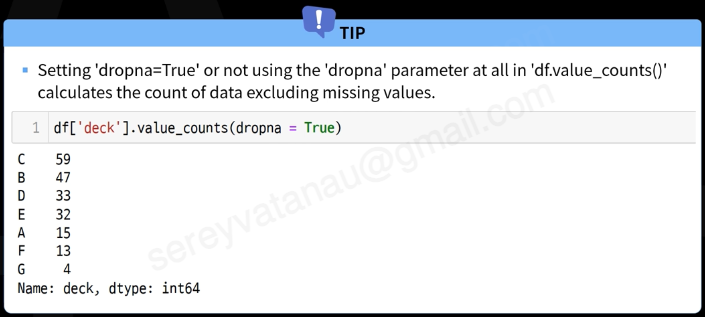 TIP
Setting 'dropna=True' or not using the 'dropna' parameter at all in 'df.value_counts()'
calculates the count of data excluding missing values.
1 df['deck'].value_counts(dropna = True)
C 59
B 47
D 33
E 32
A 15
F 13
G 4
Name: deck, dtype: int64
sereyvatanau@gmail.com